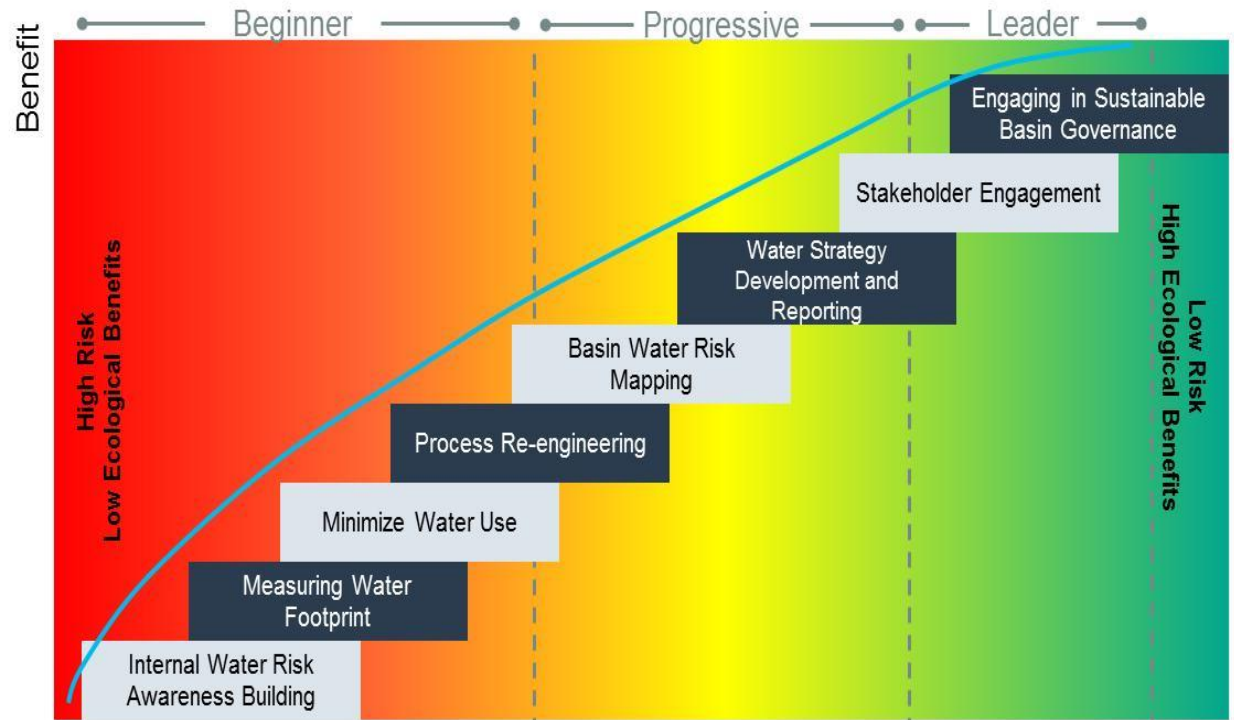 Beginner
Progressive
Leader
Benefit
Engaging in Sustainable
Basin Governance
Stakeholder Engagement
Water Strategy
Development and
Reporting
Basin Water Risk
Mapping
Process Re-engineering
Minimize Water Use
Measuring Water
Footprint
Internal Water Risk
Awareness Building
High Risk
Low Ecological Benefits
Low Risk
High Ecological Benefits